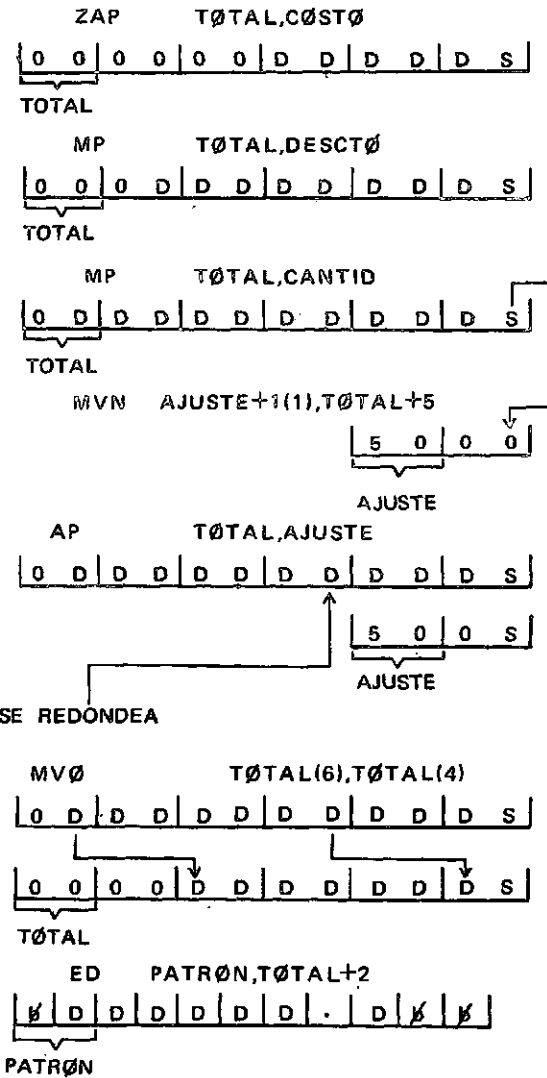 ZAP TØTAL,CØSTØ
0 0 | 0 0 | 0 0 | D D | D D | D S
TOTAL
MP TØTAL,DESCTØ
0 0 | 0 D | D D | D D | D D | D S
TOTAL
MP TØTAL,CANTID
0 D | D D | D D | D D | D D | D S
TOTAL
MVN AJUSTE+1(1),TØTAL+5
5 0 | 0 0
AJUSTE
AP TØTAL,AJUSTE
0 D | D D | D D | D D | D D | D S
5 0 | 0 S
AJUSTE
SE REDONDEA
MVØ TØTAL(6),TØTAL(4)
0 D | D D | D D | D D | D D | D S
0 0 | 0 0 | D D | D D | D D | D S
TØTAL
ED PATRØN,TØTAL+2
b̸ | D | D | D | D | D | D | . | D | b̸ | b̸
PATRØN